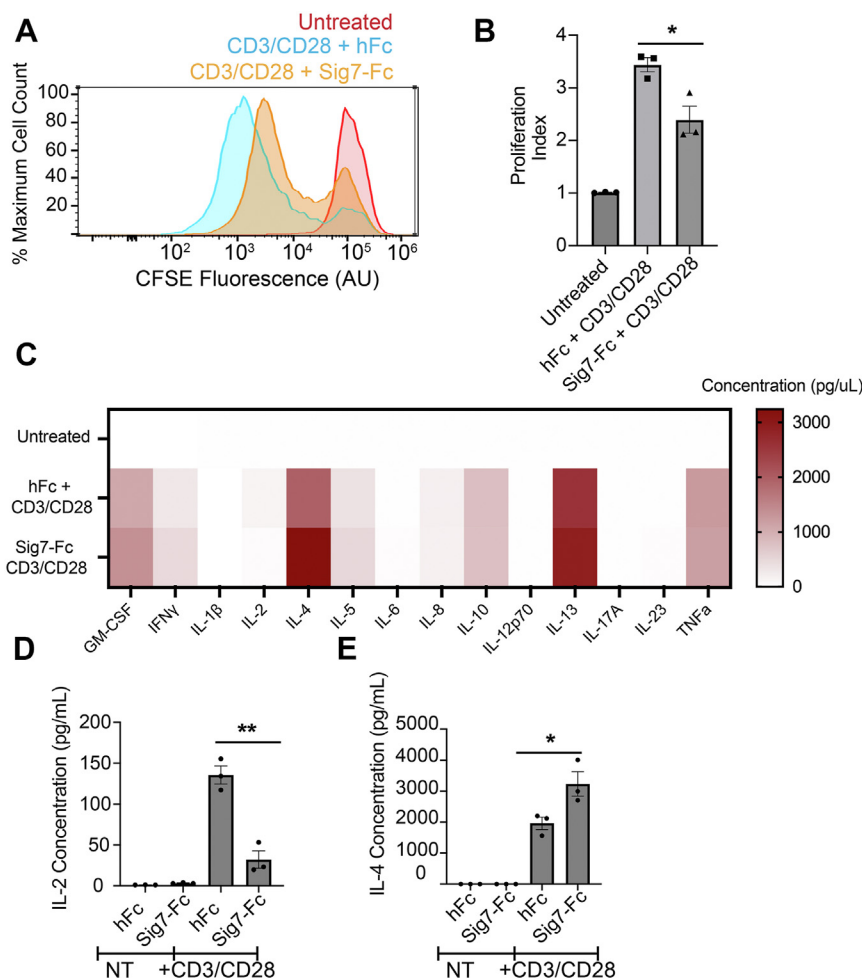 A
Untreated
CD3/CD28 + hFc
CD3/CD28 + Sig7-Fc
% Maximum Cell Count
100
80
60
40
20
10² 10³ 10⁴ 10⁵ 10⁶
CFSE Fluorescence (AU)
B
*
Proliferation
Index
4
3
2
1
0
Untreated
hFc + CD3/CD28
Sig7-Fc + CD3/CD28
C
Concentration (pg/uL)
Untreated
hFc +
CD3/CD28
Sig7-Fc
CD3/CD28
3000
2000
1000
0
GM-CSF IFNγ IL-1β IL-2 IL-4 IL-5 IL-6 IL-8 IL-10 IL-12p70 IL-13 IL-17A IL-23 TNFa
D
IL-2 Concentration (pg/mL)
200
150
100
50
0
**
hFc Sig7-Fc hFc Sig7-Fc
NT +CD3/CD28
E
IL-4 Concentration (pg/mL)
5000
4000
3000
2000
1000
0
*
hFc Sig7-Fc hFc Sig7-Fc
NT +CD3/CD28